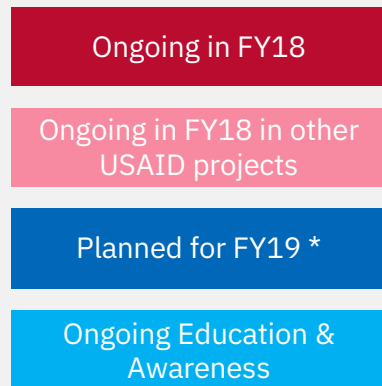 Ongoing in FY18
Ongoing in FY18 in other
USAID projects
Planned for FY19 *
Ongoing Education &
Awareness